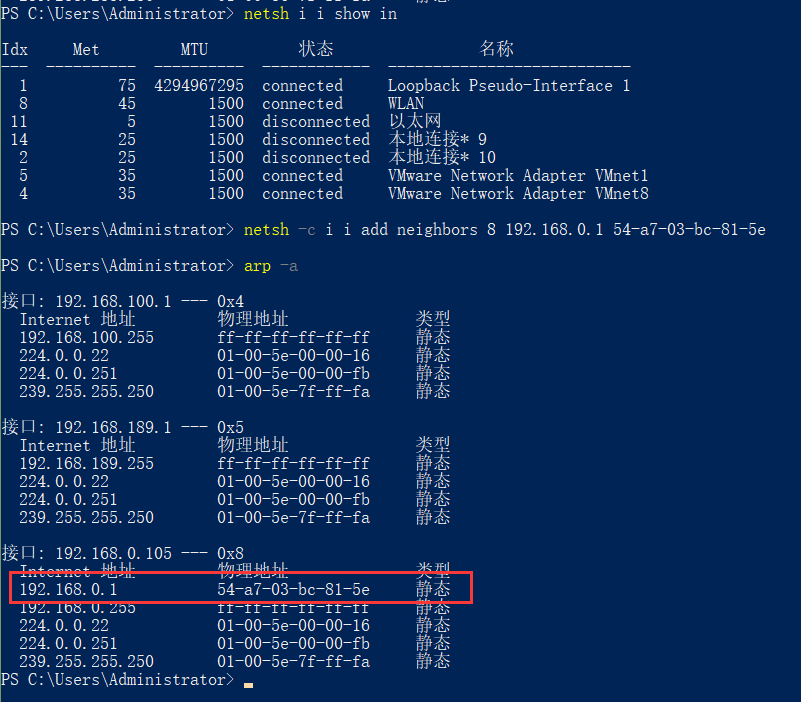 PS C:\Users\Administrator> netsh i i show in
Idx Met MTU 状态 名称
--- ---------- ---------- ------------ ---------------------------
1 75 4294967295 connected Loopback Pseudo-Interface 1
8 45 1500 connected WLAN
11 5 1500 disconnected 以太网
14 25 1500 disconnected 本地连接* 9
2 25 1500 disconnected 本地连接* 10
5 35 1500 connected VMware Network Adapter VMnet1
4 35 1500 connected VMware Network Adapter VMnet8
PS C:\Users\Administrator> netsh -c i i add neighbors 8 192.168.0.1 54-a7-03-bc-81-5e
PS C:\Users\Administrator> arp -a
接口: 192.168.100.1 --- 0x4
Internet 地址 物理地址 类型
192.168.100.255 ff-ff-ff-ff-ff-ff 静态
224.0.0.22 01-00-5e-00-00-16 静态
224.0.0.251 01-00-5e-00-00-fb 静态
239.255.255.250 01-00-5e-7f-ff-fa 静态
接口: 192.168.189.1 --- 0x5
Internet 地址 物理地址 类型
192.168.189.255 ff-ff-ff-ff-ff-ff 静态
224.0.0.22 01-00-5e-00-00-16 静态
224.0.0.251 01-00-5e-00-00-fb 静态
239.255.255.250 01-00-5e-7f-ff-fa 静态
接口: 192.168.0.105 --- 0x8
Internet 地址 物理地址 类型
192.168.0.1 54-a7-03-bc-81-5e 静态
192.168.0.255 ff-ff-ff-ff-ff-ff 静态
224.0.0.22 01-00-5e-00-00-16 静态
224.0.0.251 01-00-5e-00-00-fb 静态
239.255.255.250 01-00-5e-7f-ff-fa 静态
PS C:\Users\Administrator>